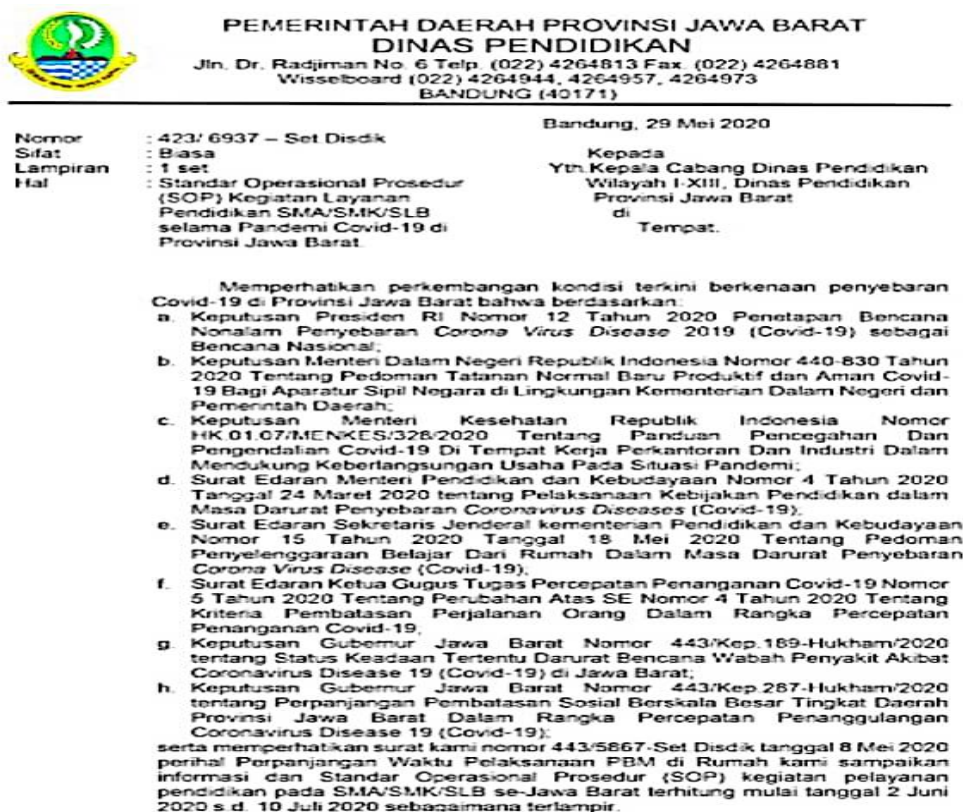 PEMERINTAH DAERAH PROVINSI JAWA BARAT
DINAS PENDIDIKAN
Jln. Dr. Radjiman No. 6 Telp. (022) 4264813 Fax. (022) 4264881
Wisselboard (022) 4264944, 4264957, 4264973
BANDUNG (40171)
Bandung, 29 Mei 2020
Nomor : 423/ 6937 – Set Disdik
Sifat : Biasa
Lampiran : 1 set
Hal : Standar Operasional Prosedur
(SOP) Kegiatan Layanan
Pendidikan SMA/SMK/SLB
selama Pandemi Covid-19 di
Provinsi Jawa Barat.
Kepada
Yth.Kepala Cabang Dinas Pendidikan
Wilayah I-XIII, Dinas Pendidikan
Provinsi Jawa Barat
di
Tempat.
Memperhatikan perkembangan kondisi terkini berkenaan penyebaran
Covid-19 di Provinsi Jawa Barat bahwa berdasarkan:
a. Keputusan Presiden RI Nomor 12 Tahun 2020 Penetapan Bencana
Nonalam Penyebaran Corona Virus Disease 2019 (Covid-19) sebagai
Bencana Nasional;
b. Keputusan Menteri Dalam Negeri Republik Indonesia Nomor 440-830 Tahun
2020 Tentang Pedoman Tatanan Normal Baru Produktif dan Aman Covid-
19 Bagi Aparatur Sipil Negara di Lingkungan Kementerian Dalam Negeri dan
Pemerintah Daerah;
c. Keputusan Menteri Kesehatan Republik Indonesia Nomor
HK.01.07/MENKES/328/2020 Tentang Panduan Pencegahan Dan
Pengendalian Covid-19 Di Tempat Kerja Perkantoran Dan Industri Dalam
Mendukung Keberlangsungan Usaha Pada Situasi Pandemi;
d. Surat Edaran Menteri Pendidikan dan Kebudayaan Nomor 4 Tahun 2020
Tanggal 24 Maret 2020 tentang Pelaksanaan Kebijakan Pendidikan dalam
Masa Darurat Penyebaran Coronavirus Diseases (Covid-19);
e. Surat Edaran Sekretaris Jenderal kementerian Pendidikan dan Kebudayaan
Nomor 15 Tahun 2020 Tanggal 18 Mei 2020 Tentang Pedoman
Penyelenggaraan Belajar Dari Rumah Dalam Masa Darurat Penyebaran
Corona Virus Disease (Covid-19);
f. Surat Edaran Ketua Gugus Tugas Percepatan Penanganan Covid-19 Nomor
5 Tahun 2020 Tentang Perubahan Atas SE Nomor 4 Tahun 2020 Tentang
Kriteria Pembatasan Perjalanan Orang Dalam Rangka Percepatan
Penanganan Covid-19;
g. Keputusan Gubernur Jawa Barat Nomor 443/Kep.189-Hukham/2020
tentang Status Keadaan Tertentu Darurat Bencana Wabah Penyakit Akibat
Coronavirus Disease 19 (Covid-19) di Jawa Barat;
h. Keputusan Gubernur Jawa Barat Nomor 443/Kep.287-Hukham/2020
tentang Perpanjangan Pembatasan Sosial Berskala Besar Tingkat Daerah
Provinsi Jawa Barat Dalam Rangka Percepatan Penanggulangan
Coronavirus Disease 19 (Covid-19);
serta memperhatikan surat kami nomor 443/5867-Set Disdik tanggal 8 Mei 2020
perihal Perpanjangan Waktu Pelaksanaan PBM di Rumah kami sampaikan
informasi dan Standar Operasional Prosedur (SOP) kegiatan pelayanan
pendidikan pada SMA/SMK/SLB se-Jawa Barat terhitung mulai tanggal 2 Juni
2020 s.d. 10 Juli 2020 sebagaimana terlampir.